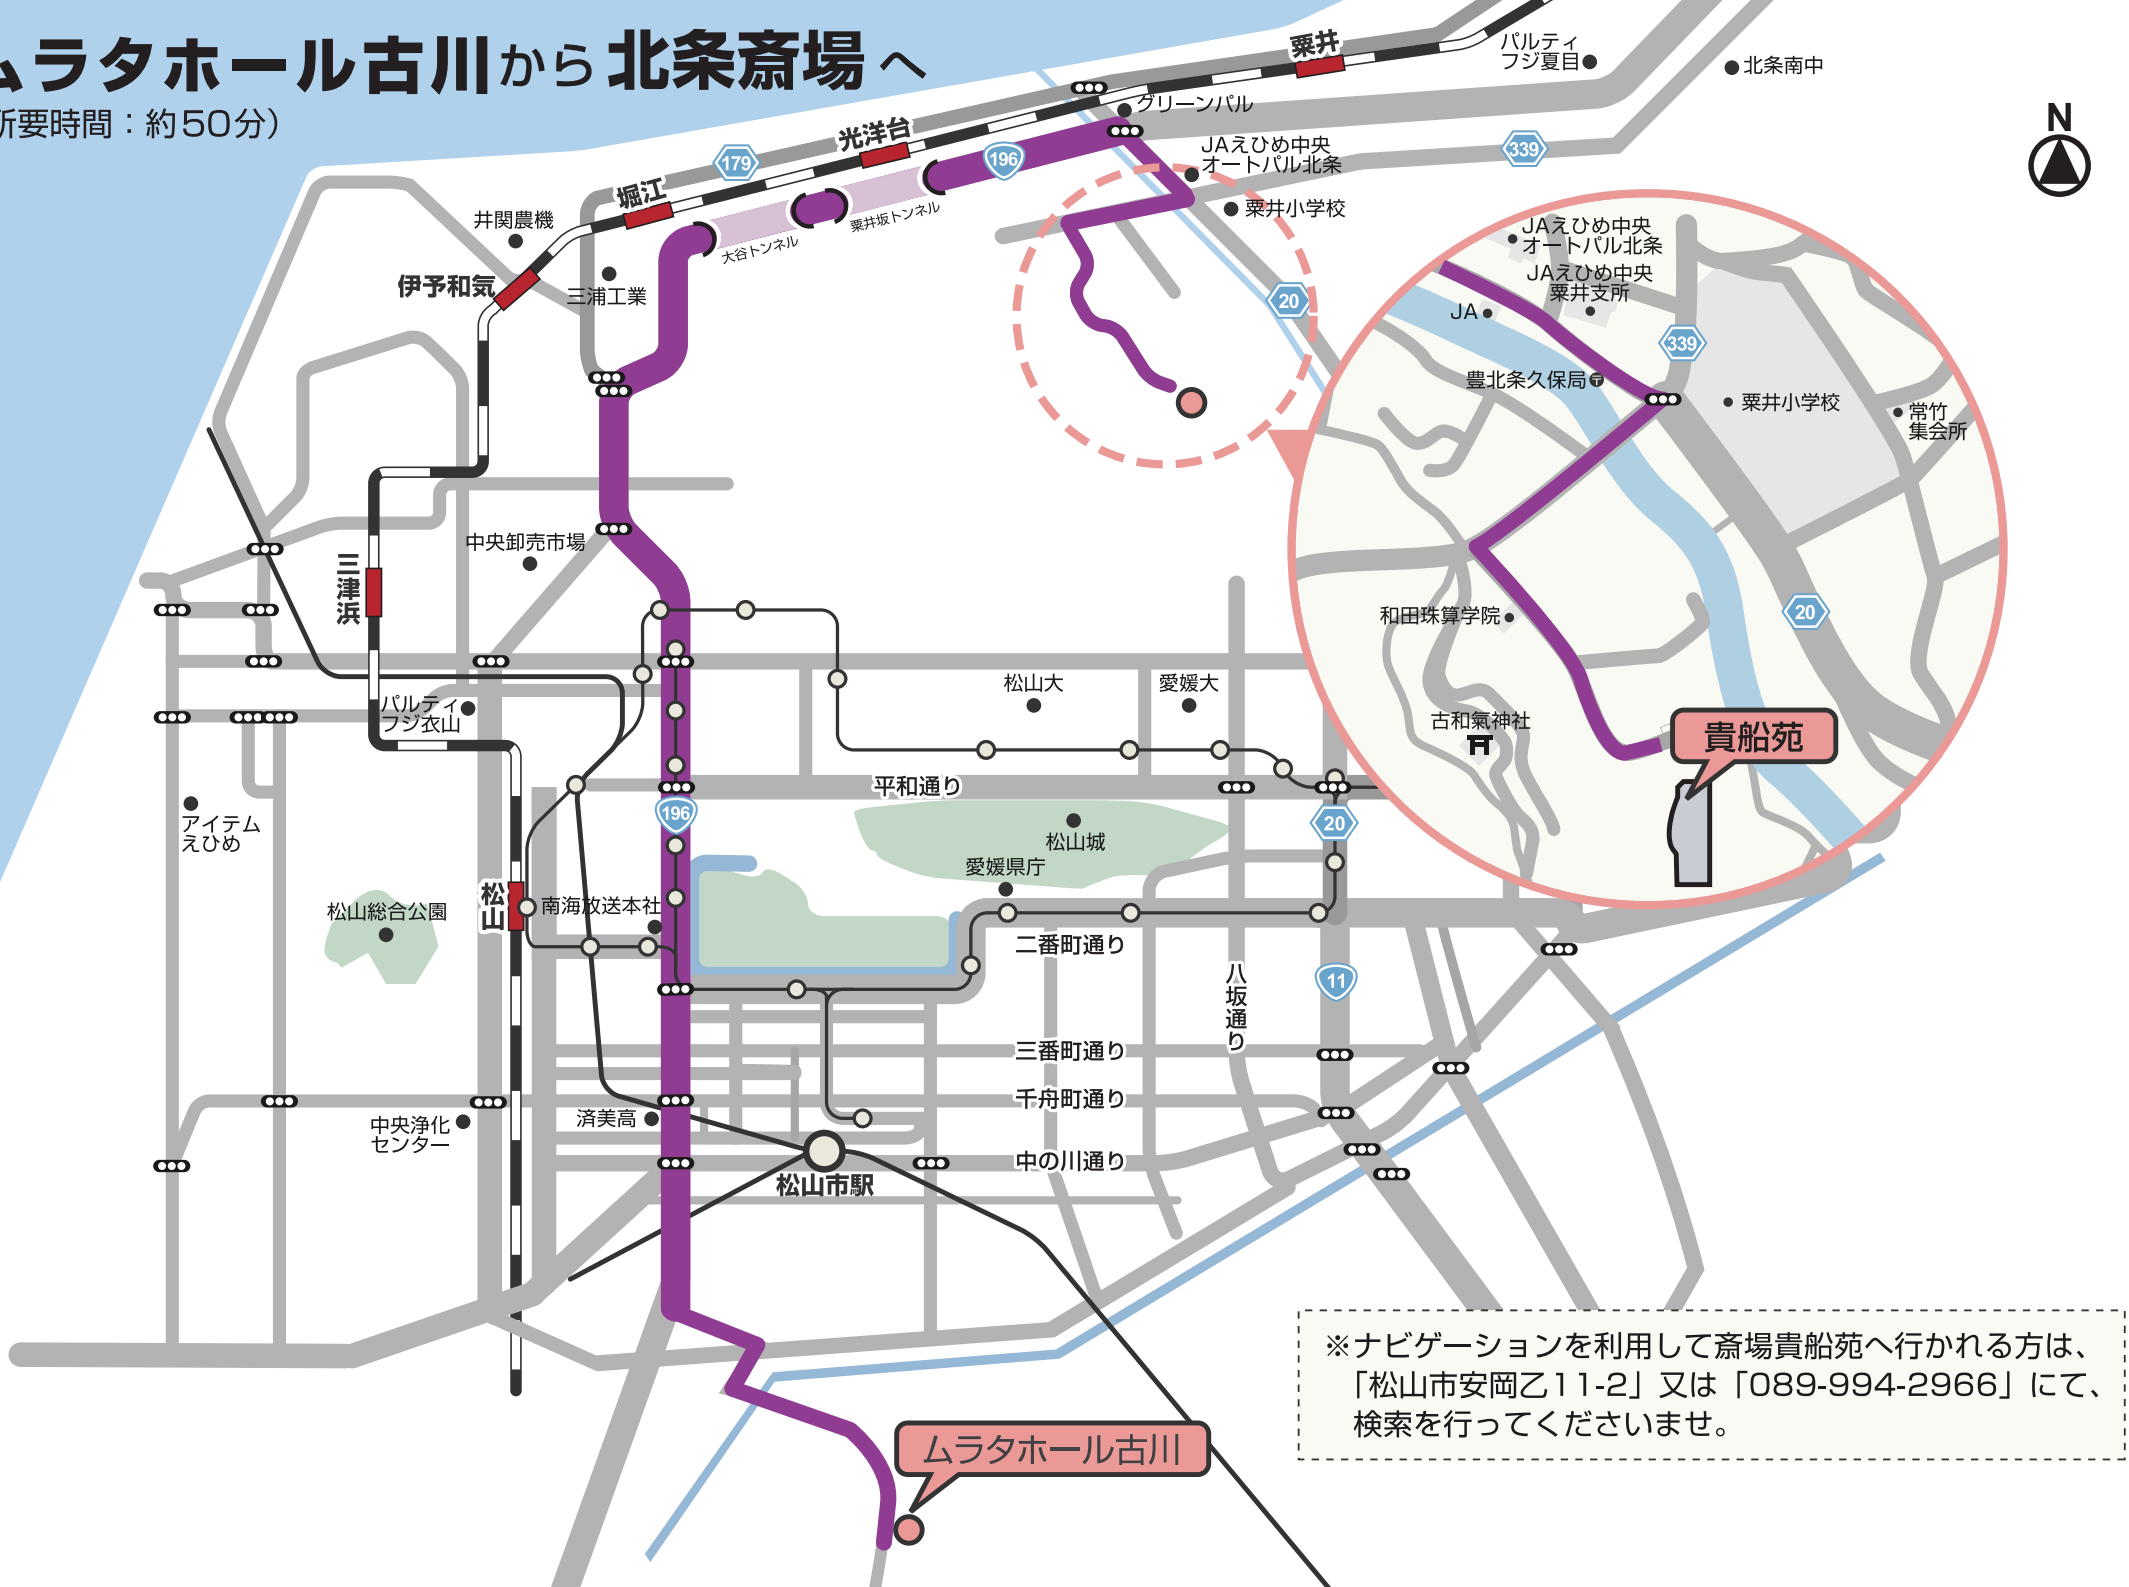 ムラタホール古川から北条斎場へ
所要時間：約50分）
粟井
パルティ
フジ夏目
北条南中
N
グリーンパル
光洋台
179
196
JAえひめ中央
オートパル北条
339
堀江
井関農機
粟井坂トンネル
大谷トンネル
粟井小学校
伊予和気
三浦工業
20
JAえひめ中央
オートパル北条
JAえひめ中央
粟井支所
JA
339
豊北条久保局
粟井小学校
常竹
集会所
中央卸売市場
三津浜
和田珠算学院
20
古和氣神社
貴船苑
松山大
愛媛大
パルティ
フジ衣山
平和通り
196
20
アイテム
えひめ
松山城
愛媛県庁
松山
松山総合公園
南海放送本社
二番町通り
八坂通り
11
三番町通り
千舟町通り
済美高
中央浄化
センター
中の川通り
松山市駅
※ナビゲーションを利用して斎場貴船苑へ行かれる方は、
「松山市安岡乙11-2」又は「089-994-2966」にて、
検索を行ってくださいませ。
ムラタホール古川